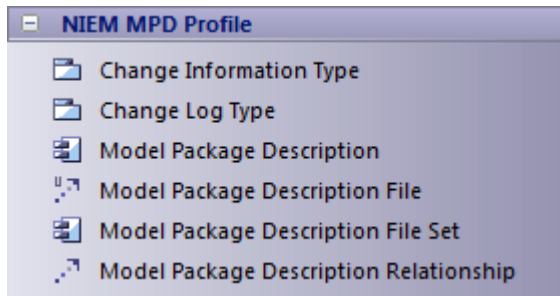 NIEM MPD Profile
Change Information Type
Change Log Type
Model Package Description
Model Package Description File
Model Package Description File Set
Model Package Description Relationship